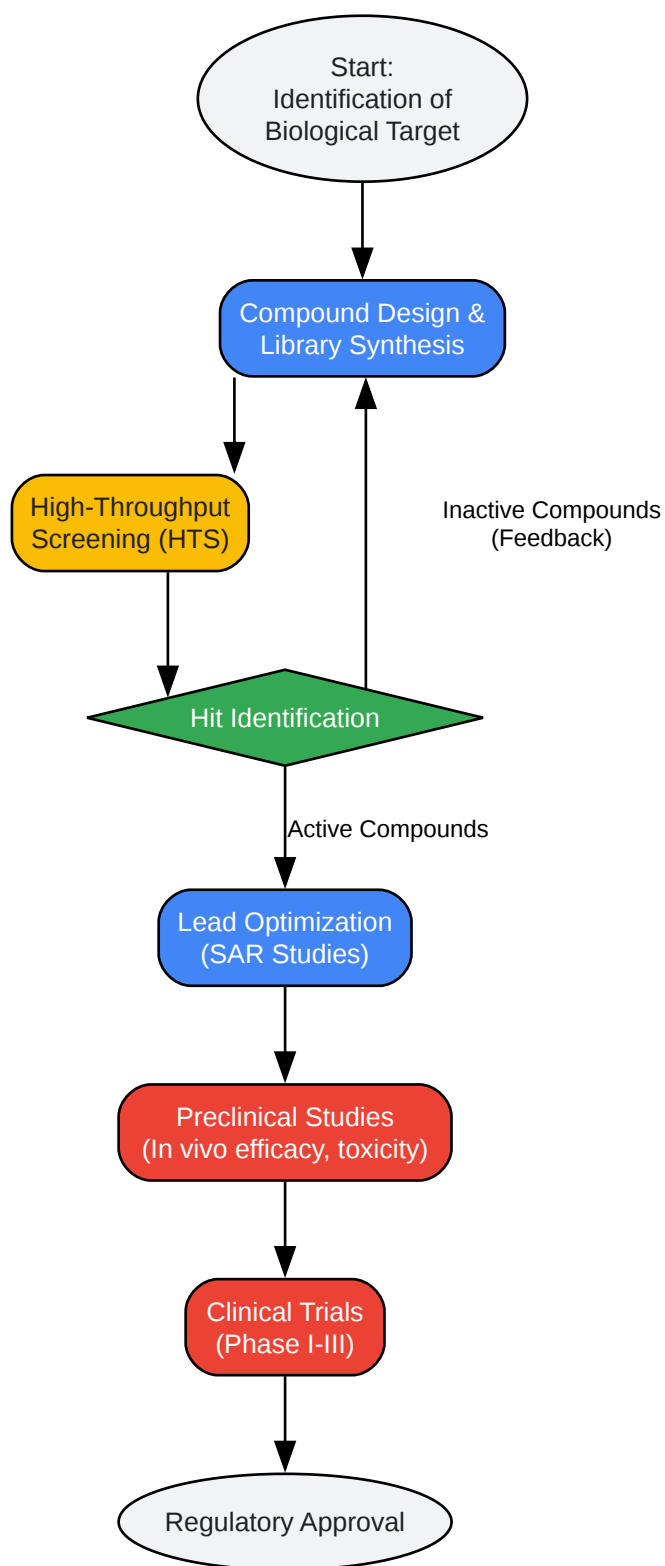 Start:
Identification of
Biological Target
Compound Design &
Library Synthesis
High-Throughput
Screening (HTS)
Inactive Compounds
(Feedback)
Hit Identification
Active Compounds
Lead Optimization
(SAR Studies)
Preclinical Studies
(In vivo efficacy, toxicity)
Clinical Trials
(Phase I-III)
Regulatory Approval